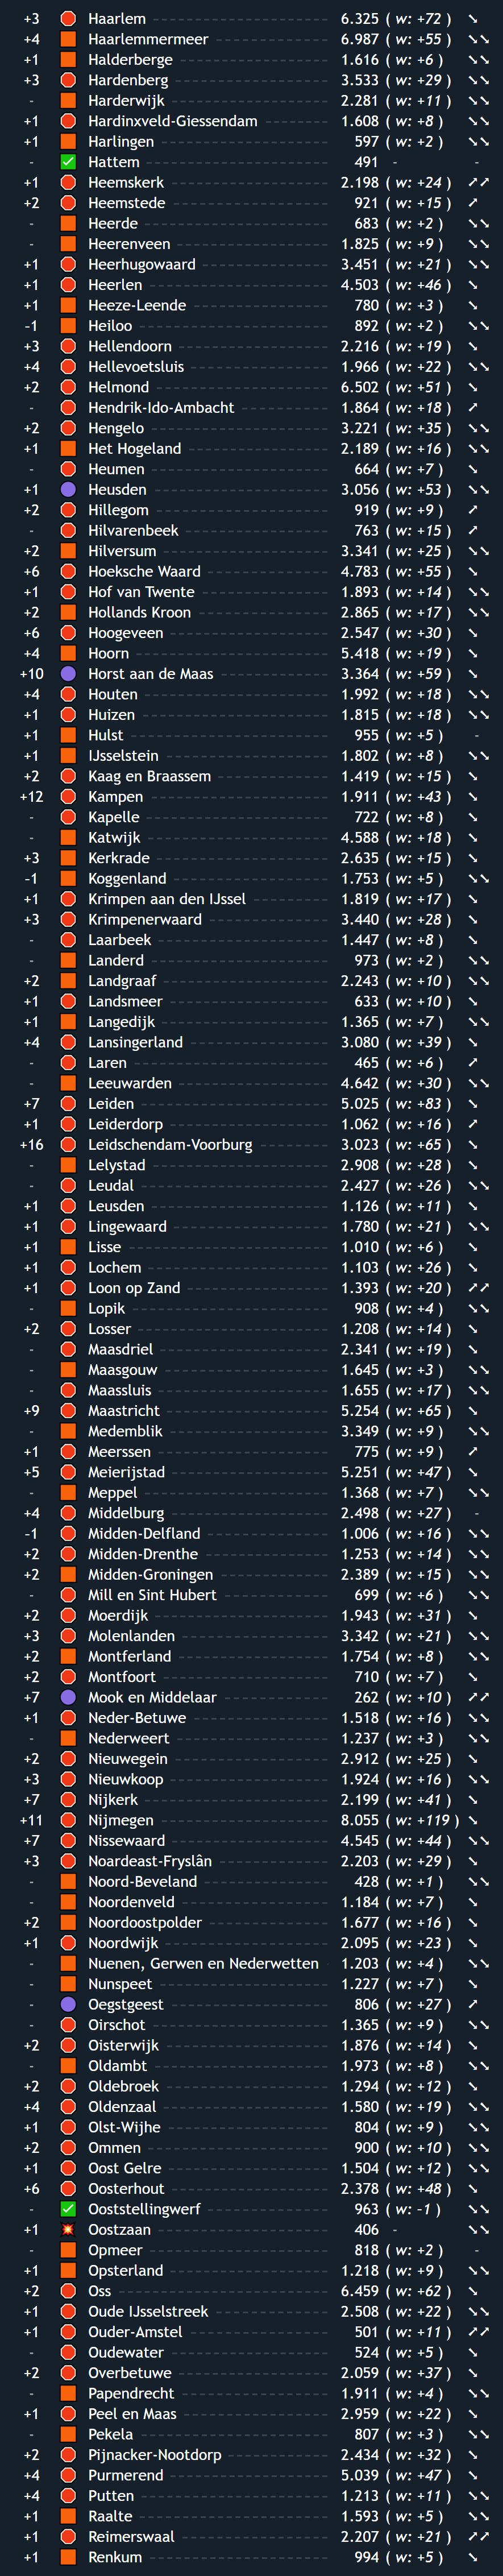 +3 Haarlem 6.325 ( w: +72 )
+4 Haarlemmermeer 6.987 ( w: +55 )
+1 Halderberge 1.616 ( w: +6 )
+3 Hardenberg 3.533 ( w: +29 )
- Harderwijk 2.281 ( w: +11 )
+1 Hardinxveld-Giessendam 1.608 ( w: +8 )
+1 Harlingen 597 ( w: +2 )
- Hattem 491 - -
+1 Heemskerk 2.198 ( w: +24 )
+2 Heemstede 921 ( w: +15 )
- Heerde 683 ( w: +2 )
- Heerenveen 1.825 ( w: +9 )
+1 Heerhugowaard 3.451 ( w: +21 )
+1 Heerlen 4.503 ( w: +46 )
+1 Heeze-Leende 780 ( w: +3 )
-1 Heiloo 892 ( w: +2 )
+3 Hellendoorn 2.216 ( w: +19 )
+4 Hellevoetsluis 1.966 ( w: +22 )
+2 Helmond 6.502 ( w: +51 )
- Hendrik-Ido-Ambacht 1.864 ( w: +18 )
+2 Hengelo 3.221 ( w: +35 )
+1 Het Hogeland 2.189 ( w: +16 )
- Heumen 664 ( w: +7 )
+1 Heusden 3.056 ( w: +53 )
+2 Hillegom 919 ( w: +9 )
- Hilvarenbeek 763 ( w: +15 )
+2 Hilversum 3.341 ( w: +25 )
+6 Hoeksche Waard 4.783 ( w: +55 )
+1 Hof van Twente 1.893 ( w: +14 )
+2 Hollands Kroon 2.865 ( w: +17 )
+6 Hoogeveen 2.547 ( w: +30 )
+4 Hoorn 5.418 ( w: +19 )
+10 Horst aan de Maas 3.364 ( w: +59 )
+4 Houten 1.992 ( w: +18 )
+1 Huizen 1.815 ( w: +18 )
+1 Hulst 955 ( w: +5 ) -
+1 IJsselstein 1.802 ( w: +8 )
+2 Kaag en Braassem 1.419 ( w: +15 )
+12 Kampen 1.911 ( w: +43 )
- Kapelle 722 ( w: +8 )
- Katwijk 4.588 ( w: +18 )
+3 Kerkrade 2.635 ( w: +15 )
-1 Koggenland 1.753 ( w: +5 )
+1 Krimpen aan den IJssel 1.819 ( w: +17 )
+3 Krimpenerwaard 3.440 ( w: +28 )
- Laarbeek 1.447 ( w: +8 )
- Landerd 973 ( w: +2 )
+2 Landgraaf 2.243 ( w: +10 )
+1 Landsmeer 633 ( w: +10 )
+1 Langedijk 1.365 ( w: +7 )
+4 Lansingerland 3.080 ( w: +39 )
- Laren 465 ( w: +6 )
- Leeuwarden 4.642 ( w: +30 )
+7 Leiden 5.025 ( w: +83 )
+1 Leiderdorp 1.062 ( w: +16 )
+16 Leidschendam-Voorburg 3.023 ( w: +65 )
- Lelystad 2.908 ( w: +28 )
- Leudal 2.427 ( w: +26 )
+1 Leusden 1.126 ( w: +11 )
+1 Lingewaard 1.780 ( w: +21 )
+1 Lisse 1.010 ( w: +6 )
+1 Lochem 1.103 ( w: +26 )
+1 Loon op Zand 1.393 ( w: +20 )
- Lopik 908 ( w: +4 )
+2 Losser 1.208 ( w: +14 )
- Maasdriel 2.341 ( w: +19 )
- Maasgouw 1.645 ( w: +3 )
- Maassluis 1.655 ( w: +17 )
+9 Maastricht 5.254 ( w: +65 )
- Medemblik 3.349 ( w: +9 )
+1 Meerssen 775 ( w: +9 )
+5 Meierijstad 5.251 ( w: +47 )
- Meppel 1.368 ( w: +7 )
+4 Middelburg 2.498 ( w: +27 ) -
-1 Midden-Delfland 1.006 ( w: +16 )
+2 Midden-Drenthe 1.253 ( w: +14 )
+2 Midden-Groningen 2.389 ( w: +15 )
- Mill en Sint Hubert 699 ( w: +6 )
+2 Moerdijk 1.943 ( w: +31 )
+3 Molenlanden 3.342 ( w: +21 )
+2 Montferland 1.754 ( w: +8 )
+2 Montfoort 710 ( w: +7 )
+7 Mook en Middelaar 262 ( w: +10 )
+1 Neder-Betuwe 1.518 ( w: +16 )
- Nederweert 1.237 ( w: +3 )
+2 Nieuwegein 2.912 ( w: +25 )
+3 Nieuwkoop 1.924 ( w: +16 )
+7 Nijkerk 2.199 ( w: +41 )
+11 Nijmegen 8.055 ( w: +119 )
+7 Nissewaard 4.545 ( w: +44 )
+3 Noardeast-Fryslân 2.203 ( w: +29 )
- Noord-Beveland 428 ( w: +1 )
- Noordenveld 1.184 ( w: +7 )
+2 Noordoostpolder 1.677 ( w: +16 )
+1 Noordwijk 2.095 ( w: +23 )
- Nuenen, Gerwen en Nederwetten 1.203 ( w: +4 )
- Nunspeet 1.227 ( w: +7 )
- Oegstgeest 806 ( w: +27 )
- Oirschot 1.365 ( w: +9 )
+2 Oisterwijk 1.876 ( w: +14 )
- Oldambt 1.973 ( w: +8 )
+2 Oldebroek 1.294 ( w: +12 )
+4 Oldenzaal 1.580 ( w: +19 )
+1 Olst-Wijhe 804 ( w: +9 )
+2 Ommen 900 ( w: +10 )
+1 Oost Gelre 1.504 ( w: +12 )
+6 Oosterhout 2.378 ( w: +48 )
- Ooststellingwerf 963 ( w: -1 )
+1 Oostzaan 406 -
- Opmeer 818 ( w: +2 ) -
+1 Opsterland 1.218 ( w: +9 )
+2 Oss 6.459 ( w: +62 )
+1 Oude IJsselstreek 2.508 ( w: +22 )
+1 Ouder-Amstel 501 ( w: +11 )
- Oudewater 524 ( w: +5 )
+2 Overbetuwe 2.059 ( w: +37 )
- Papendrecht 1.911 ( w: +4 )
+1 Peel en Maas 2.959 ( w: +22 )
- Pekela 807 ( w: +3 )
+2 Pijnacker-Nootdorp 2.434 ( w: +32 )
+4 Purmerend 5.039 ( w: +47 )
+4 Putten 1.213 ( w: +11 )
+1 Raalte 1.593 ( w: +5 )
+1 Reimerswaal 2.207 ( w: +21 )
+1 Renkum 994 ( w: +5 )